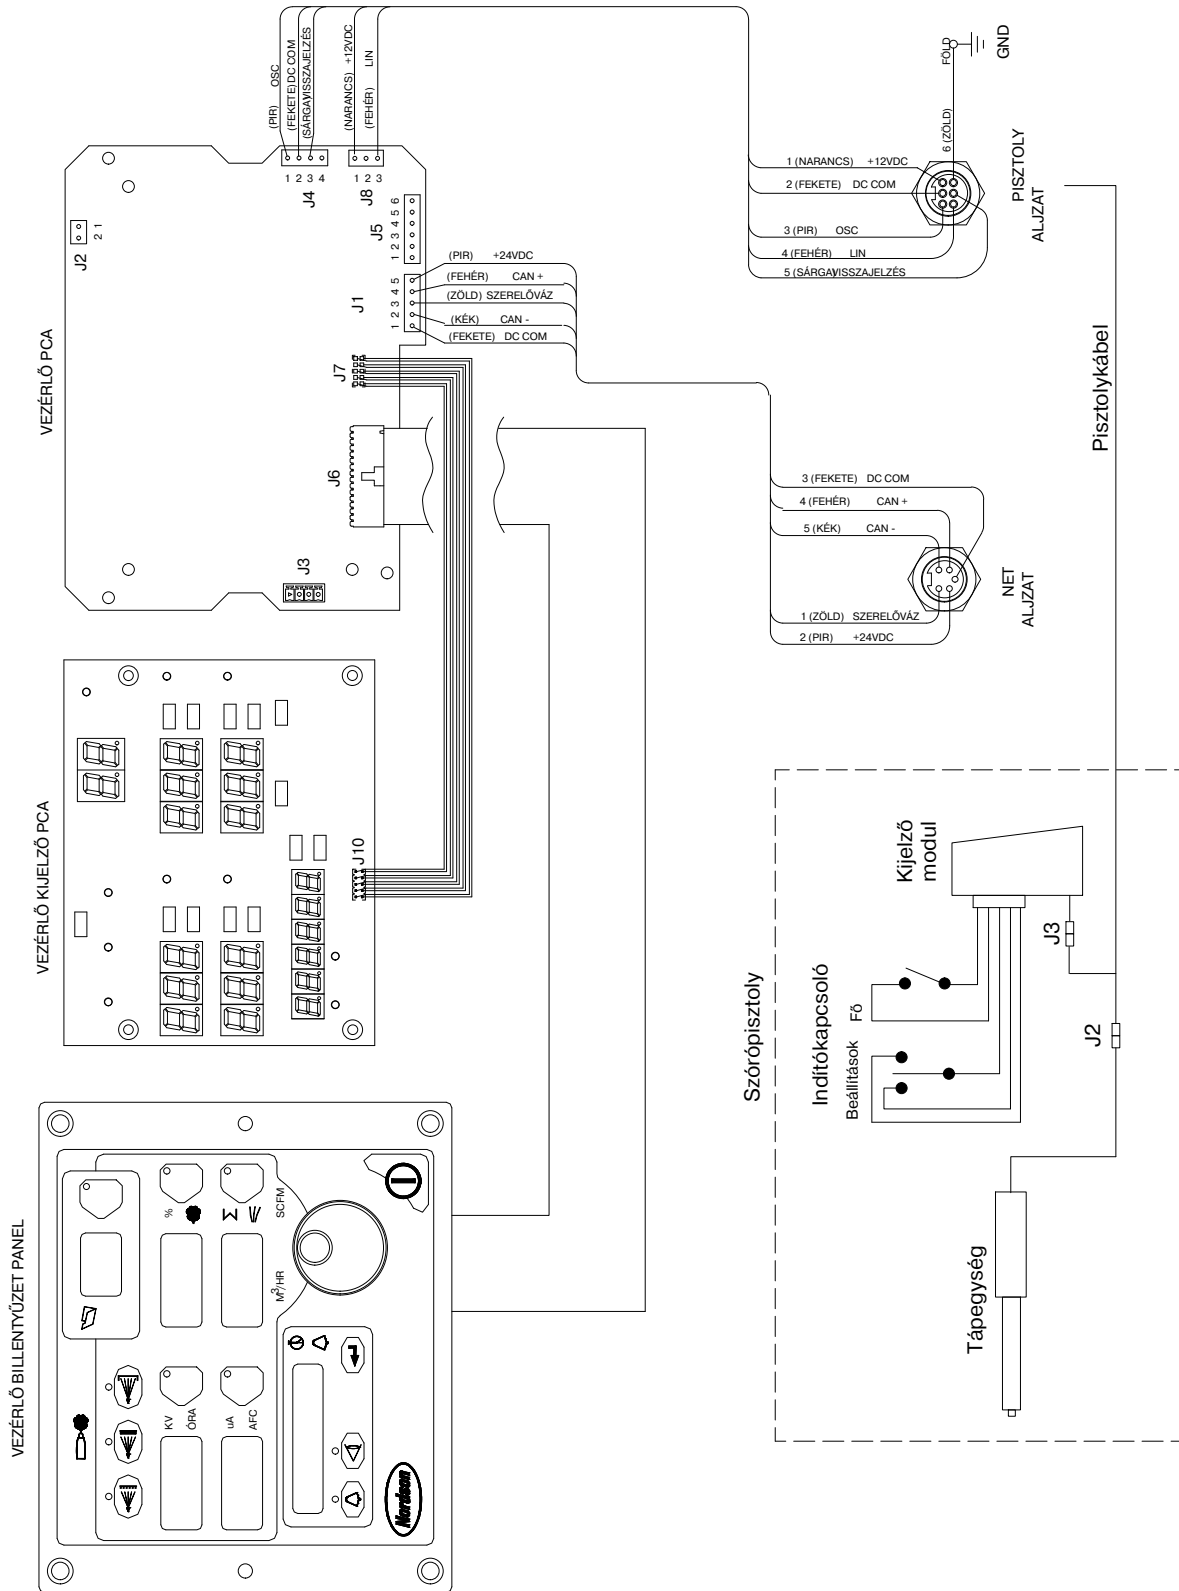 VEZÉRLŐ BILLENTYŰZET PANEL
KV
ÓRA
uA
AFC
%
M³/HR
SCFM
Nordson
VEZÉRLŐ KIJELZŐ PCA
J10
VEZÉRLŐ PCA
J2
2 1
J3
J6
J7
J1
1 2 3 4 5
J5
1 2 3 4 5 6
J4
1 2 3 4
J8
1 2 3
(PIR) OSC
(FEKETE) DC COM
(SÁRGA)VISSZAJELZÉS
(NARANCS) +12VDC
(FEHÉR) LIN
(PIR) +24VDC
(FEHÉR) CAN +
(ZÖLD) SZERELŐVÁZ
(KÉK) CAN -
(FEKETE) DC COM
1 (NARANCS) +12VDC
2 (FEKETE) DC COM
3 (PIR) OSC
4 (FEHÉR) LIN
5 (SÁRGA)VISSZAJELZÉS
6 (ZÖLD)
FÖLD
GND
PISZTOLY
ALJZAT
3 (FEKETE) DC COM
4 (FEHÉR) CAN +
5 (KÉK) CAN -
1 (ZÖLD) SZERELŐVÁZ
2 (PIR) +24VDC
NET
ALJZAT
Pisztolykábel
Szórópisztoly
Indítókapcsoló
Beállítások
Fő
Kijelző
modul
J3
J2
Tápegység